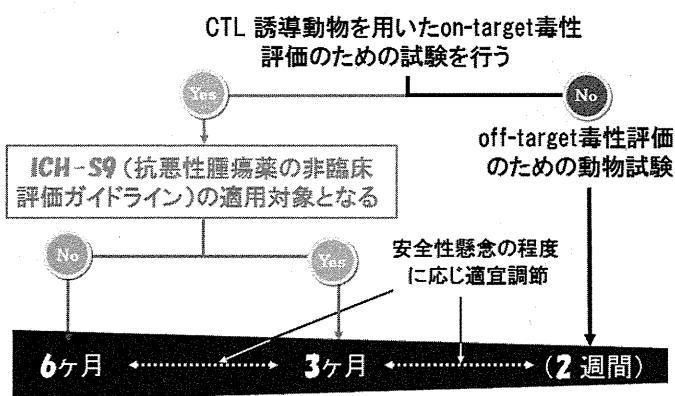 CTL 誘導動物を用いたon-target毒性
評価のための試験を行う
Yes
No
off-target毒性評価
のための動物試験
ICH-S9(抗悪性腫瘍薬の非臨床
評価ガイドライン)の適用対象となる
No
Yes
安全性懸念の程度
に応じ適宜調節
6ヶ月
3ヶ月
(2 週間)